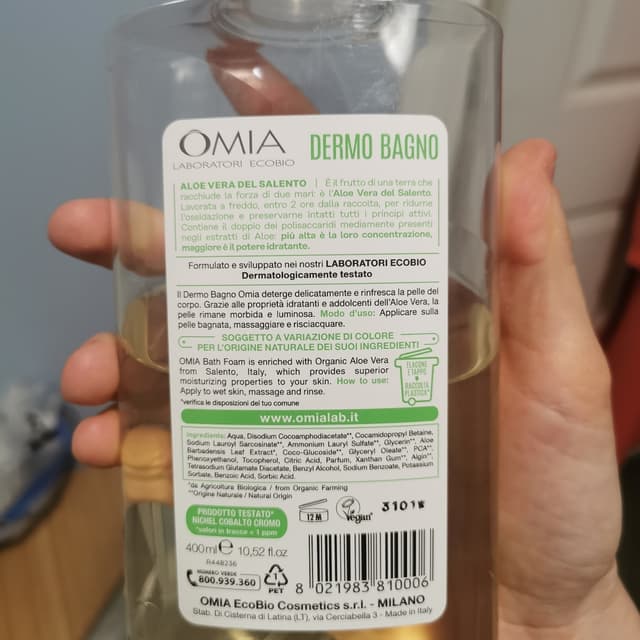 OMIA
LABORATORI ECOBIO
DERMO BAGNO
ALOE VERA DEL SALENTO | È il frutto di una terra che
racchiude la forza di due mari: è l'Aloe Vera del Salento.
Lavorata a freddo, entro 2 ore dalla raccolta, per ridurne
l'ossidazione e preservarne intatti tutti i principi attivi.
Contiene il doppio dei polisaccaridi mediamente presenti
negli estratti di Aloe: più alta è la loro concentrazione,
maggiore è il potere idratante.
Formulato e sviluppato nei nostri LABORATORI ECOBIO
Dermatologicamente testato
Il Dermo Bagno Omia deterge delicatamente e rinfresca la pelle del
corpo. Grazie alle proprietà idratanti e addolcenti dell'Aloe Vera, la
pelle rimane morbida e luminosa. Modo d'uso: Applicare sulla
pelle bagnata, massaggiare e risciacquare.
SOGGETTO A VARIAZIONE DI COLORE
PER L'ORIGINE NATURALE DEI SUOI INGREDIENTI
OMIA Bath Foam is enriched with Organic Aloe Vera
from Salento, Italy, which provides superior
moisturizing properties to your skin. How to use:
Apply to wet skin, massage and rinse.
*verifica le disposizioni del tuo comune
FLACONE
E TAPPO
RACCOLTA
PLASTICA*
www.omialab.it
Ingredients: Aqua, Disodium Cocoamphodiacetate**, Cocamidopropyl Betaine,
Sodium Lauroyl Sarcosinate**, Ammonium Lauryl Sulfate**, Glycerin**, Aloe
Barbadensis Leaf Extract*, Coco-Glucoside**, Glyceryl Oleate**, PCA**,
Phenoxyethanol, Tocopherol, Citric Acid, Parfum, Xanthan Gum**, Algin**,
Tetrasodium Glutamate Diacetate, Benzyl Alcohol, Sodium Benzoate, Potassium
Sorbate, Benzoic Acid, Sorbic Acid.
*da Agricoltura Biologica / from Organic Farming
**Origine Naturale / Natural Origin
PRODOTTO TESTATO*
NICHEL COBALTO CROMO
*valori in tracce < 1 ppm
12 M
Vegan
400ml e 10,52 fl.oz
R448236
NUMERO VERDE
800.939.360
1
PET
8 021983 810006
OMIA EcoBio Cosmetics s.r.l. - MILANO
Stab. Di Cisterna di Latina (LT), via Cerciabella 3 - Made in Italy